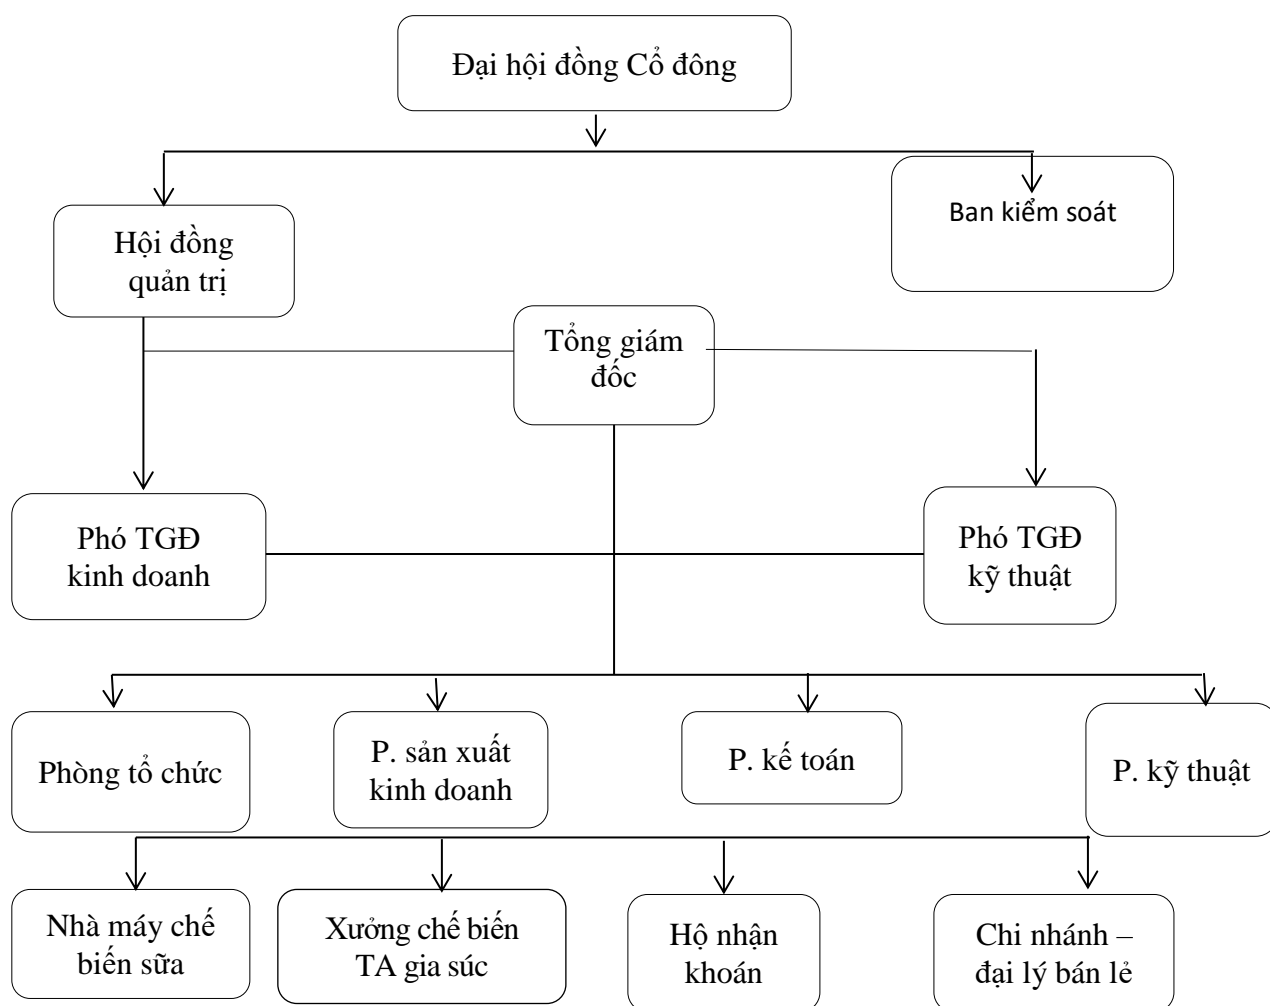 Đại hội đồng Cổ đông
Ban kiểm soát
Hội đồng
quản trị
Tổng giám
đốc
Phó TGĐ
kinh doanh
Phó TGĐ
kỹ thuật
Phòng tổ chức
P. sản xuất
kinh doanh
P. kế toán
P. kỹ thuật
Nhà máy chế
biến sữa
Xưởng chế biến
TA gia súc
Hộ nhận
khoán
Chi nhánh –
đại lý bán lẻ